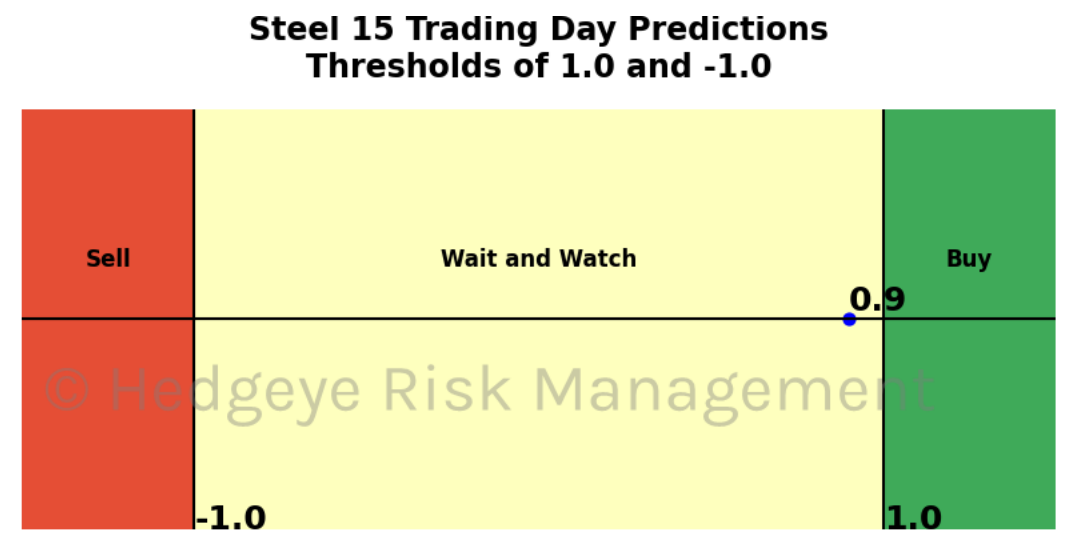 Steel 15 Trading Day Predictions
Thresholds of 1.0 and -1.0
Sell
Wait and Watch
Buy
0.9
© Hedgeye Risk Management
-1.0
1.0